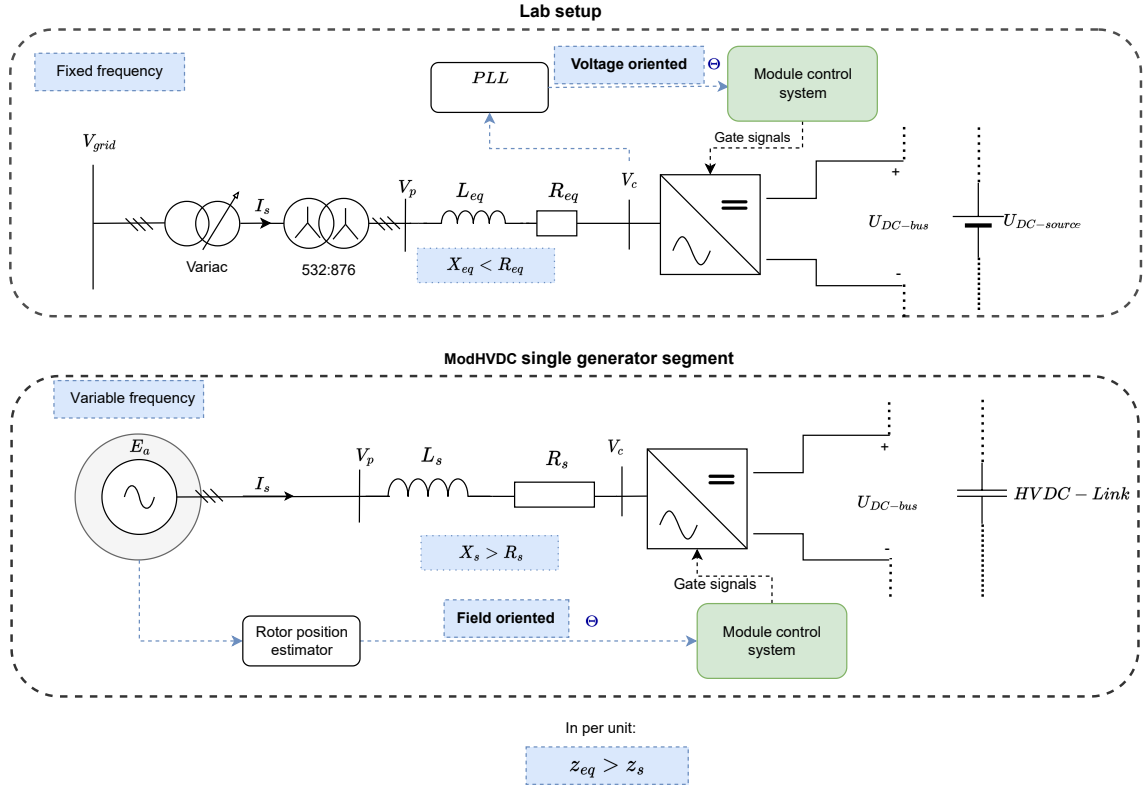 Lab setup
Fixed frequency
PLL
Voltage oriented
Θ
Module control
system
Gate signals
V_grid
I_s
V_p
L_eq
R_eq
V_c
Variac
532:876
X_eq < R_eq
+
U_DC-bus
-
U_DC-source
ModHVDC single generator segment
Variable frequency
E_a
I_s
V_p
L_s
R_s
V_c
X_s > R_s
+
U_DC-bus
-
HVDC - Link
Gate signals
Field oriented
Θ
Rotor position
estimator
Module control
system
In per unit:
z_eq > z_s